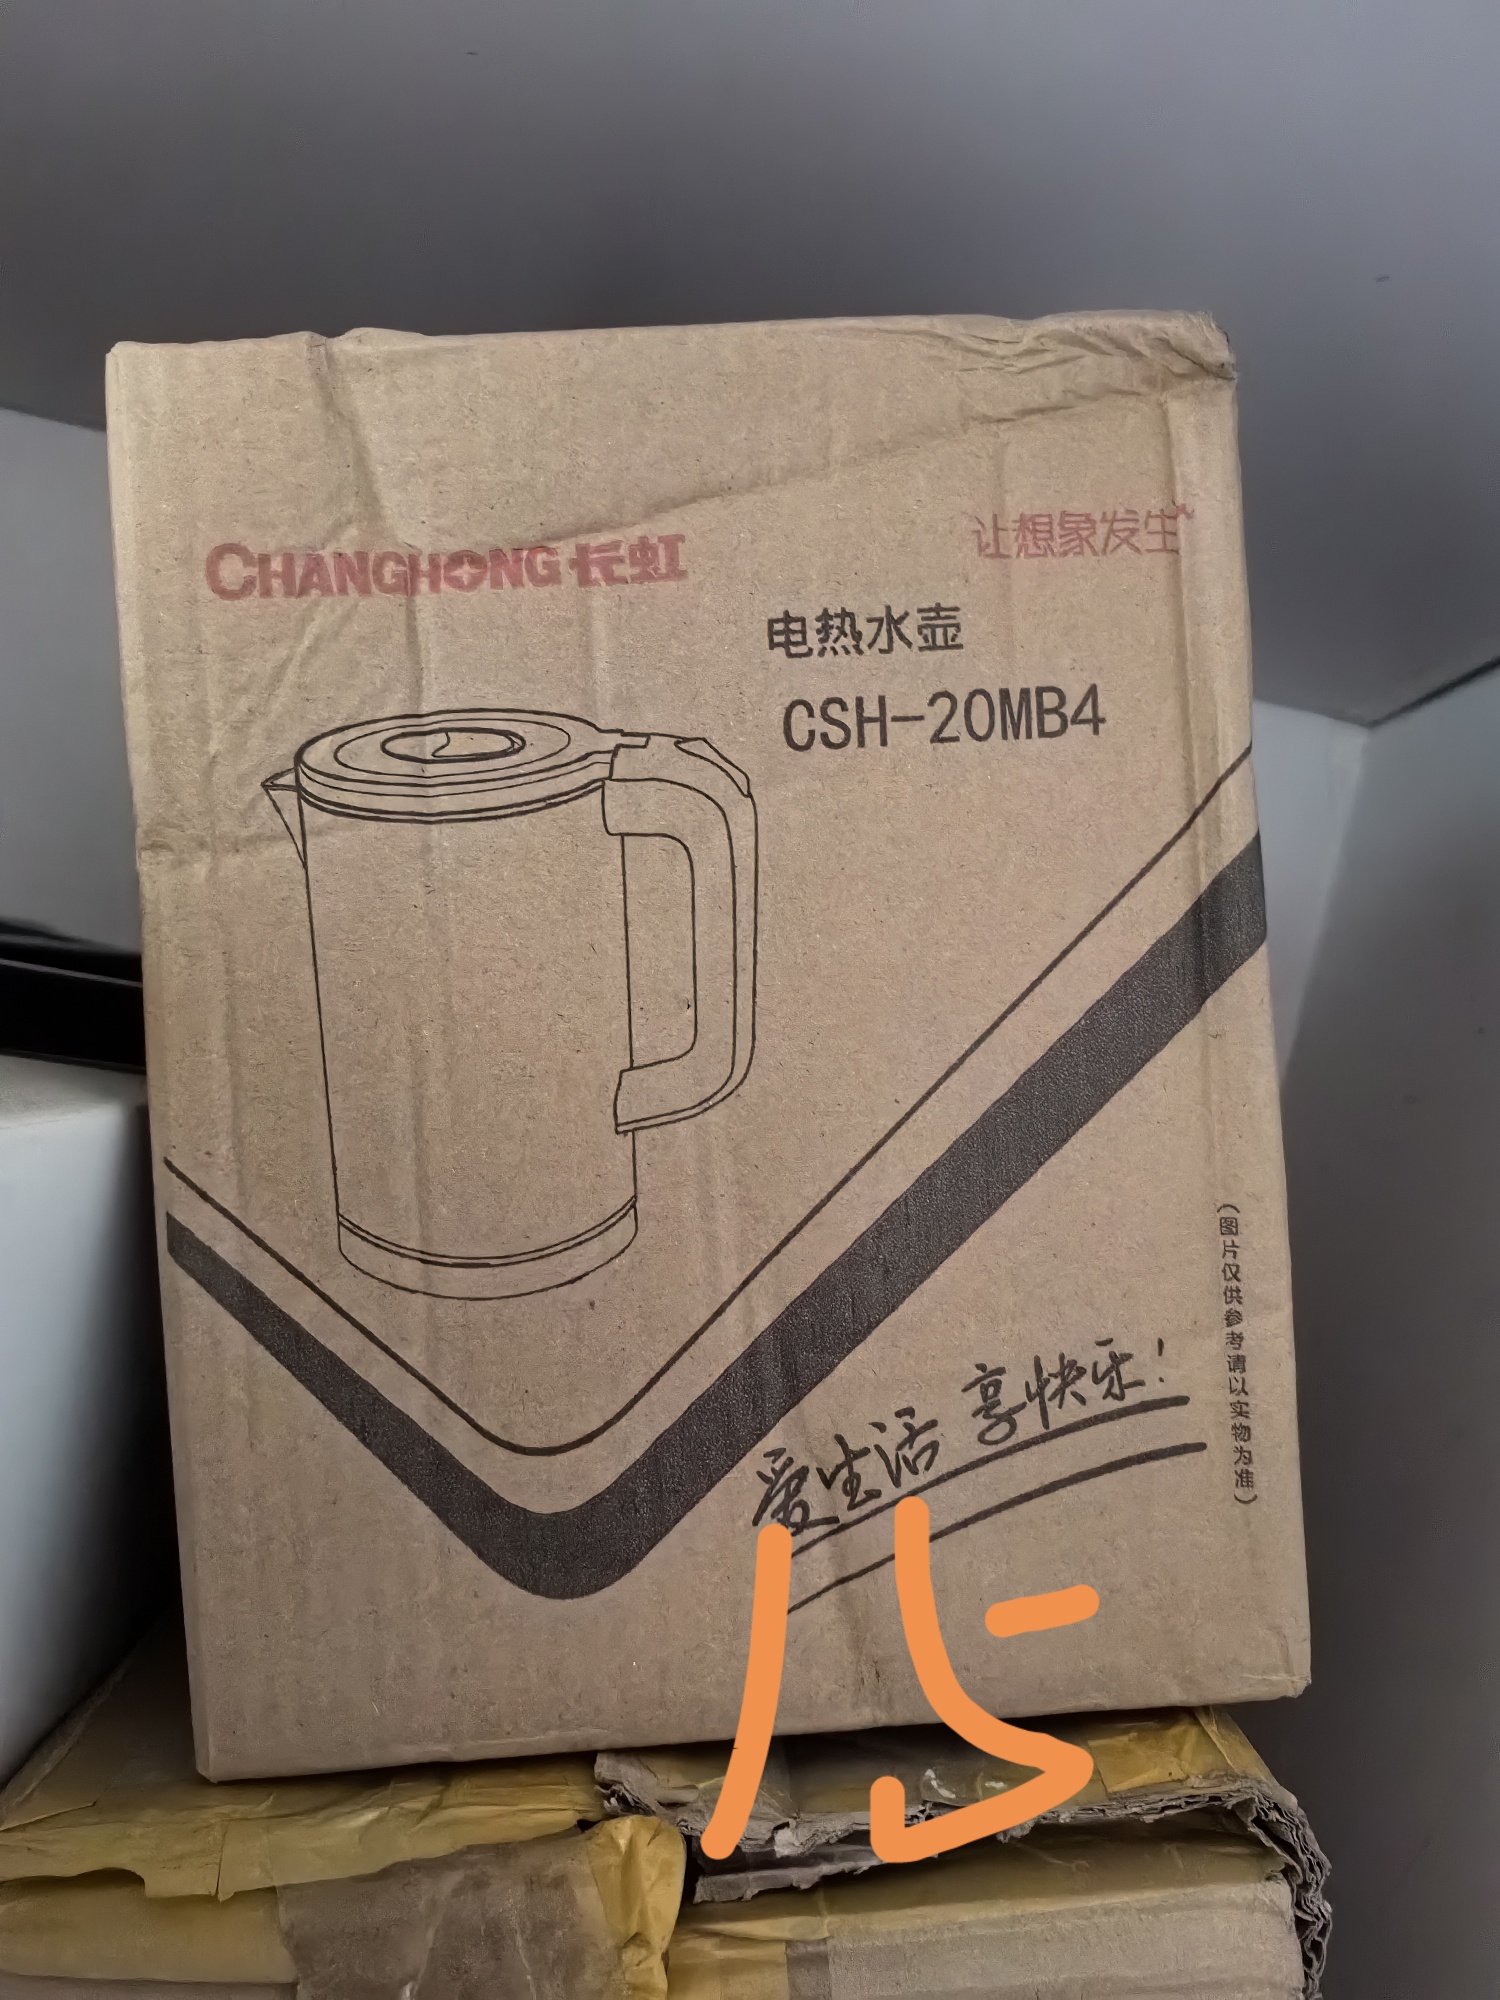 CHANGHONG 长虹
让想象发生
电热水壶
CSH-20MB4
爱生活 享快乐!
(图片仅供参考请以实物为准)
15